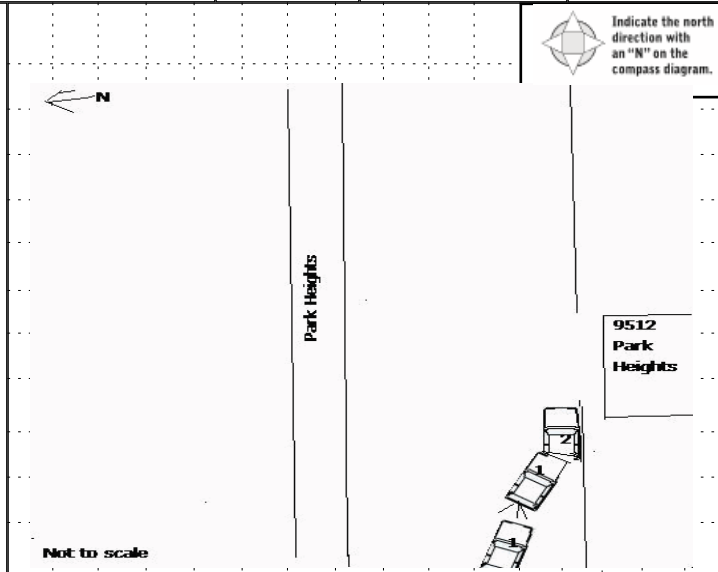 Indicate the north
direction with
an “N” on the
compass diagram.
N
Park Heights
9512
Park
Heights
2
1
1
Not to scale